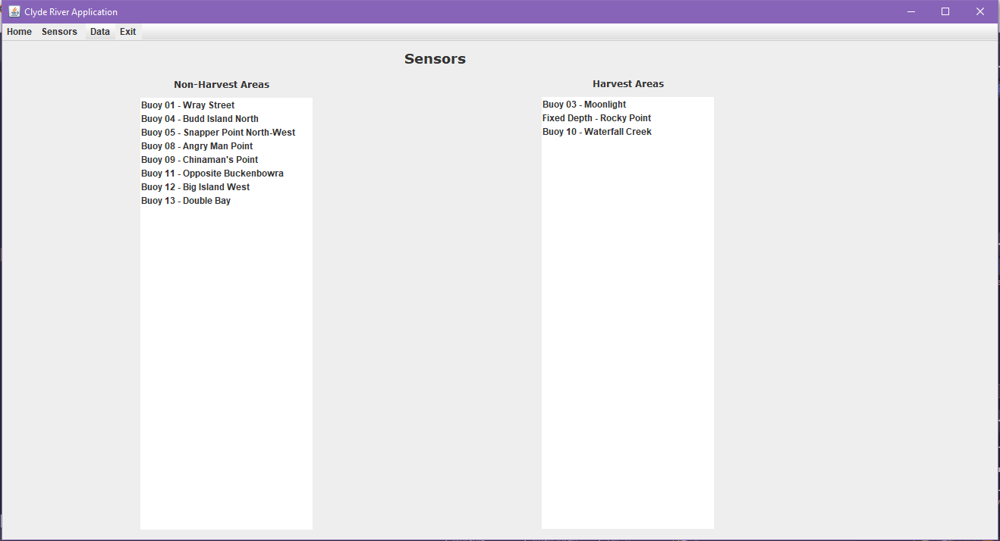 Clyde River Application
Home Sensors Data Exit
Sensors
Non-Harvest Areas
Buoy 01 - Wray Street
Buoy 04 - Budd Island North
Buoy 05 - Snapper Point North-West
Buoy 08 - Angry Man Point
Buoy 09 - Chinaman's Point
Buoy 11 - Opposite Buckenbowra
Buoy 12 - Big Island West
Buoy 13 - Double Bay
Harvest Areas
Buoy 03 - Moonlight
Fixed Depth - Rocky Point
Buoy 10 - Waterfall Creek